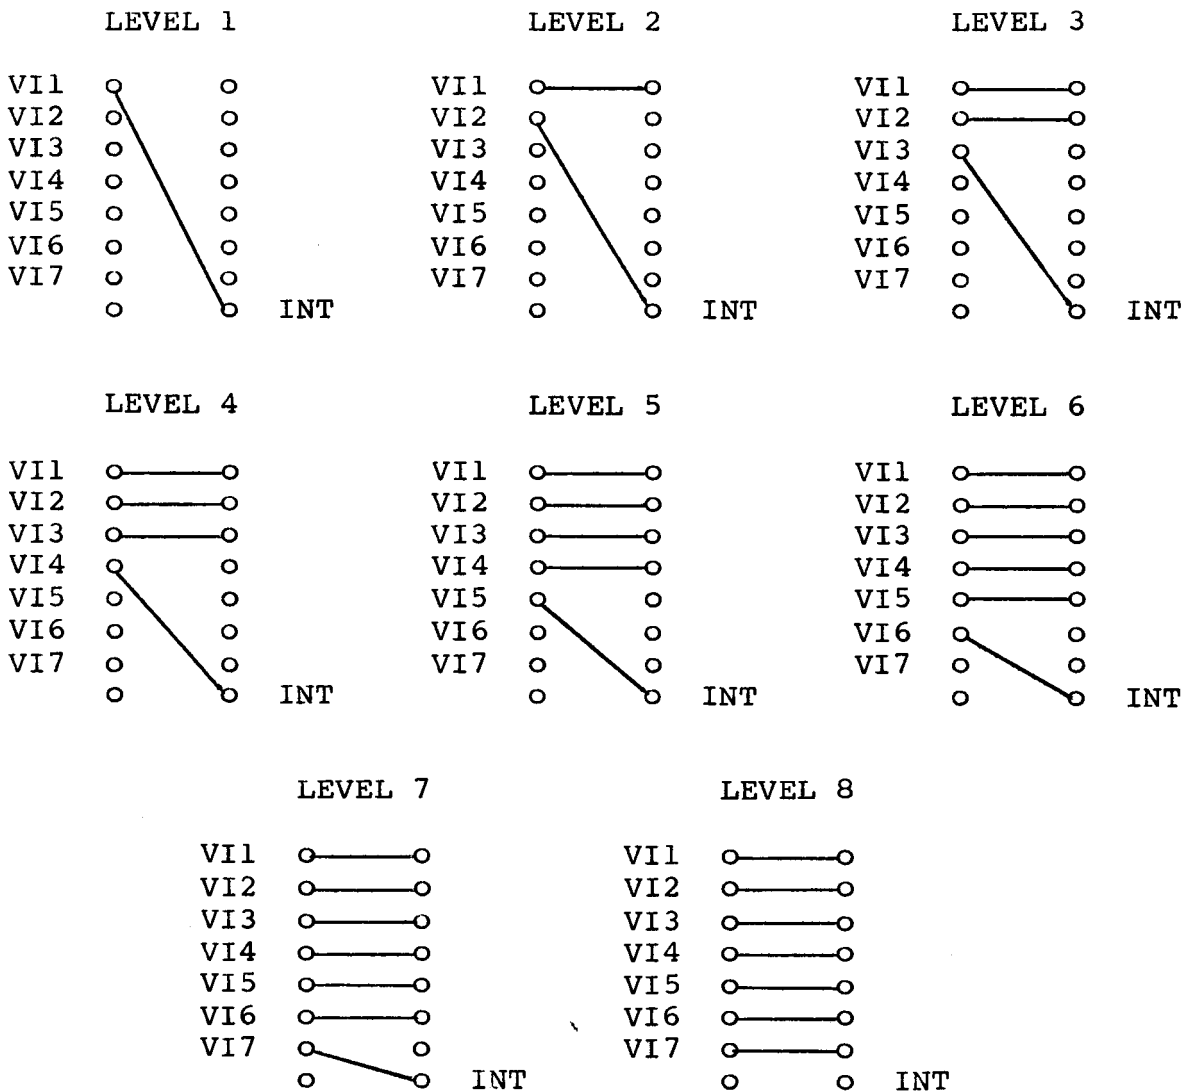 LEVEL 1 LEVEL 2 LEVEL 3
VI1 VI1 VI1
VI2 VI2 VI2
VI3 VI3 VI3
VI4 VI4 VI4
VI5 VI5 VI5
VI6 VI6 VI6
VI7 VI7 VI7
INT INT INT
LEVEL 4 LEVEL 5 LEVEL 6
VI1 VI1 VI1
VI2 VI2 VI2
VI3 VI3 VI3
VI4 VI4 VI4
VI5 VI5 VI5
VI6 VI6 VI6
VI7 VI7 VI7
INT INT INT
LEVEL 7 LEVEL 8
VI1 VI1
VI2 VI2
VI3 VI3
VI4 VI4
VI5 VI5
VI6 VI6
VI7 VI7
INT INT